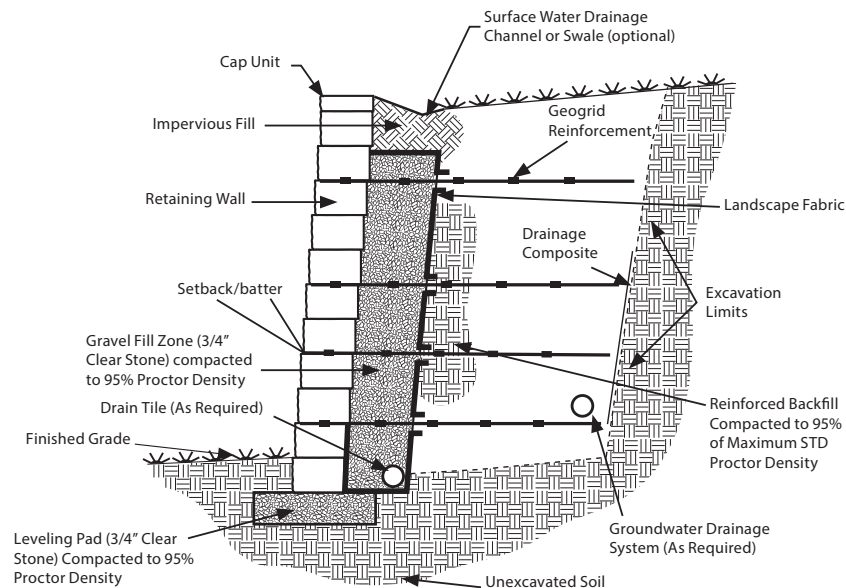 Surface Water Drainage
Channel or Swale (optional)
Cap Unit
Impervious Fill
Geogrid
Reinforcement
Retaining Wall
Landscape Fabric
Drainage
Composite
Setback/batter
Excavation
Limits
Gravel Fill Zone (3/4”
Clear Stone) compacted
to 95% Proctor Density
Drain Tile (As Required)
Reinforced Backfill
Compacted to 95%
of Maximum STD
Proctor Density
Finished Grade
Groundwater Drainage
System (As Required)
Leveling Pad (3/4” Clear
Stone) Compacted to 95%
Proctor Density
Unexcavated Soil